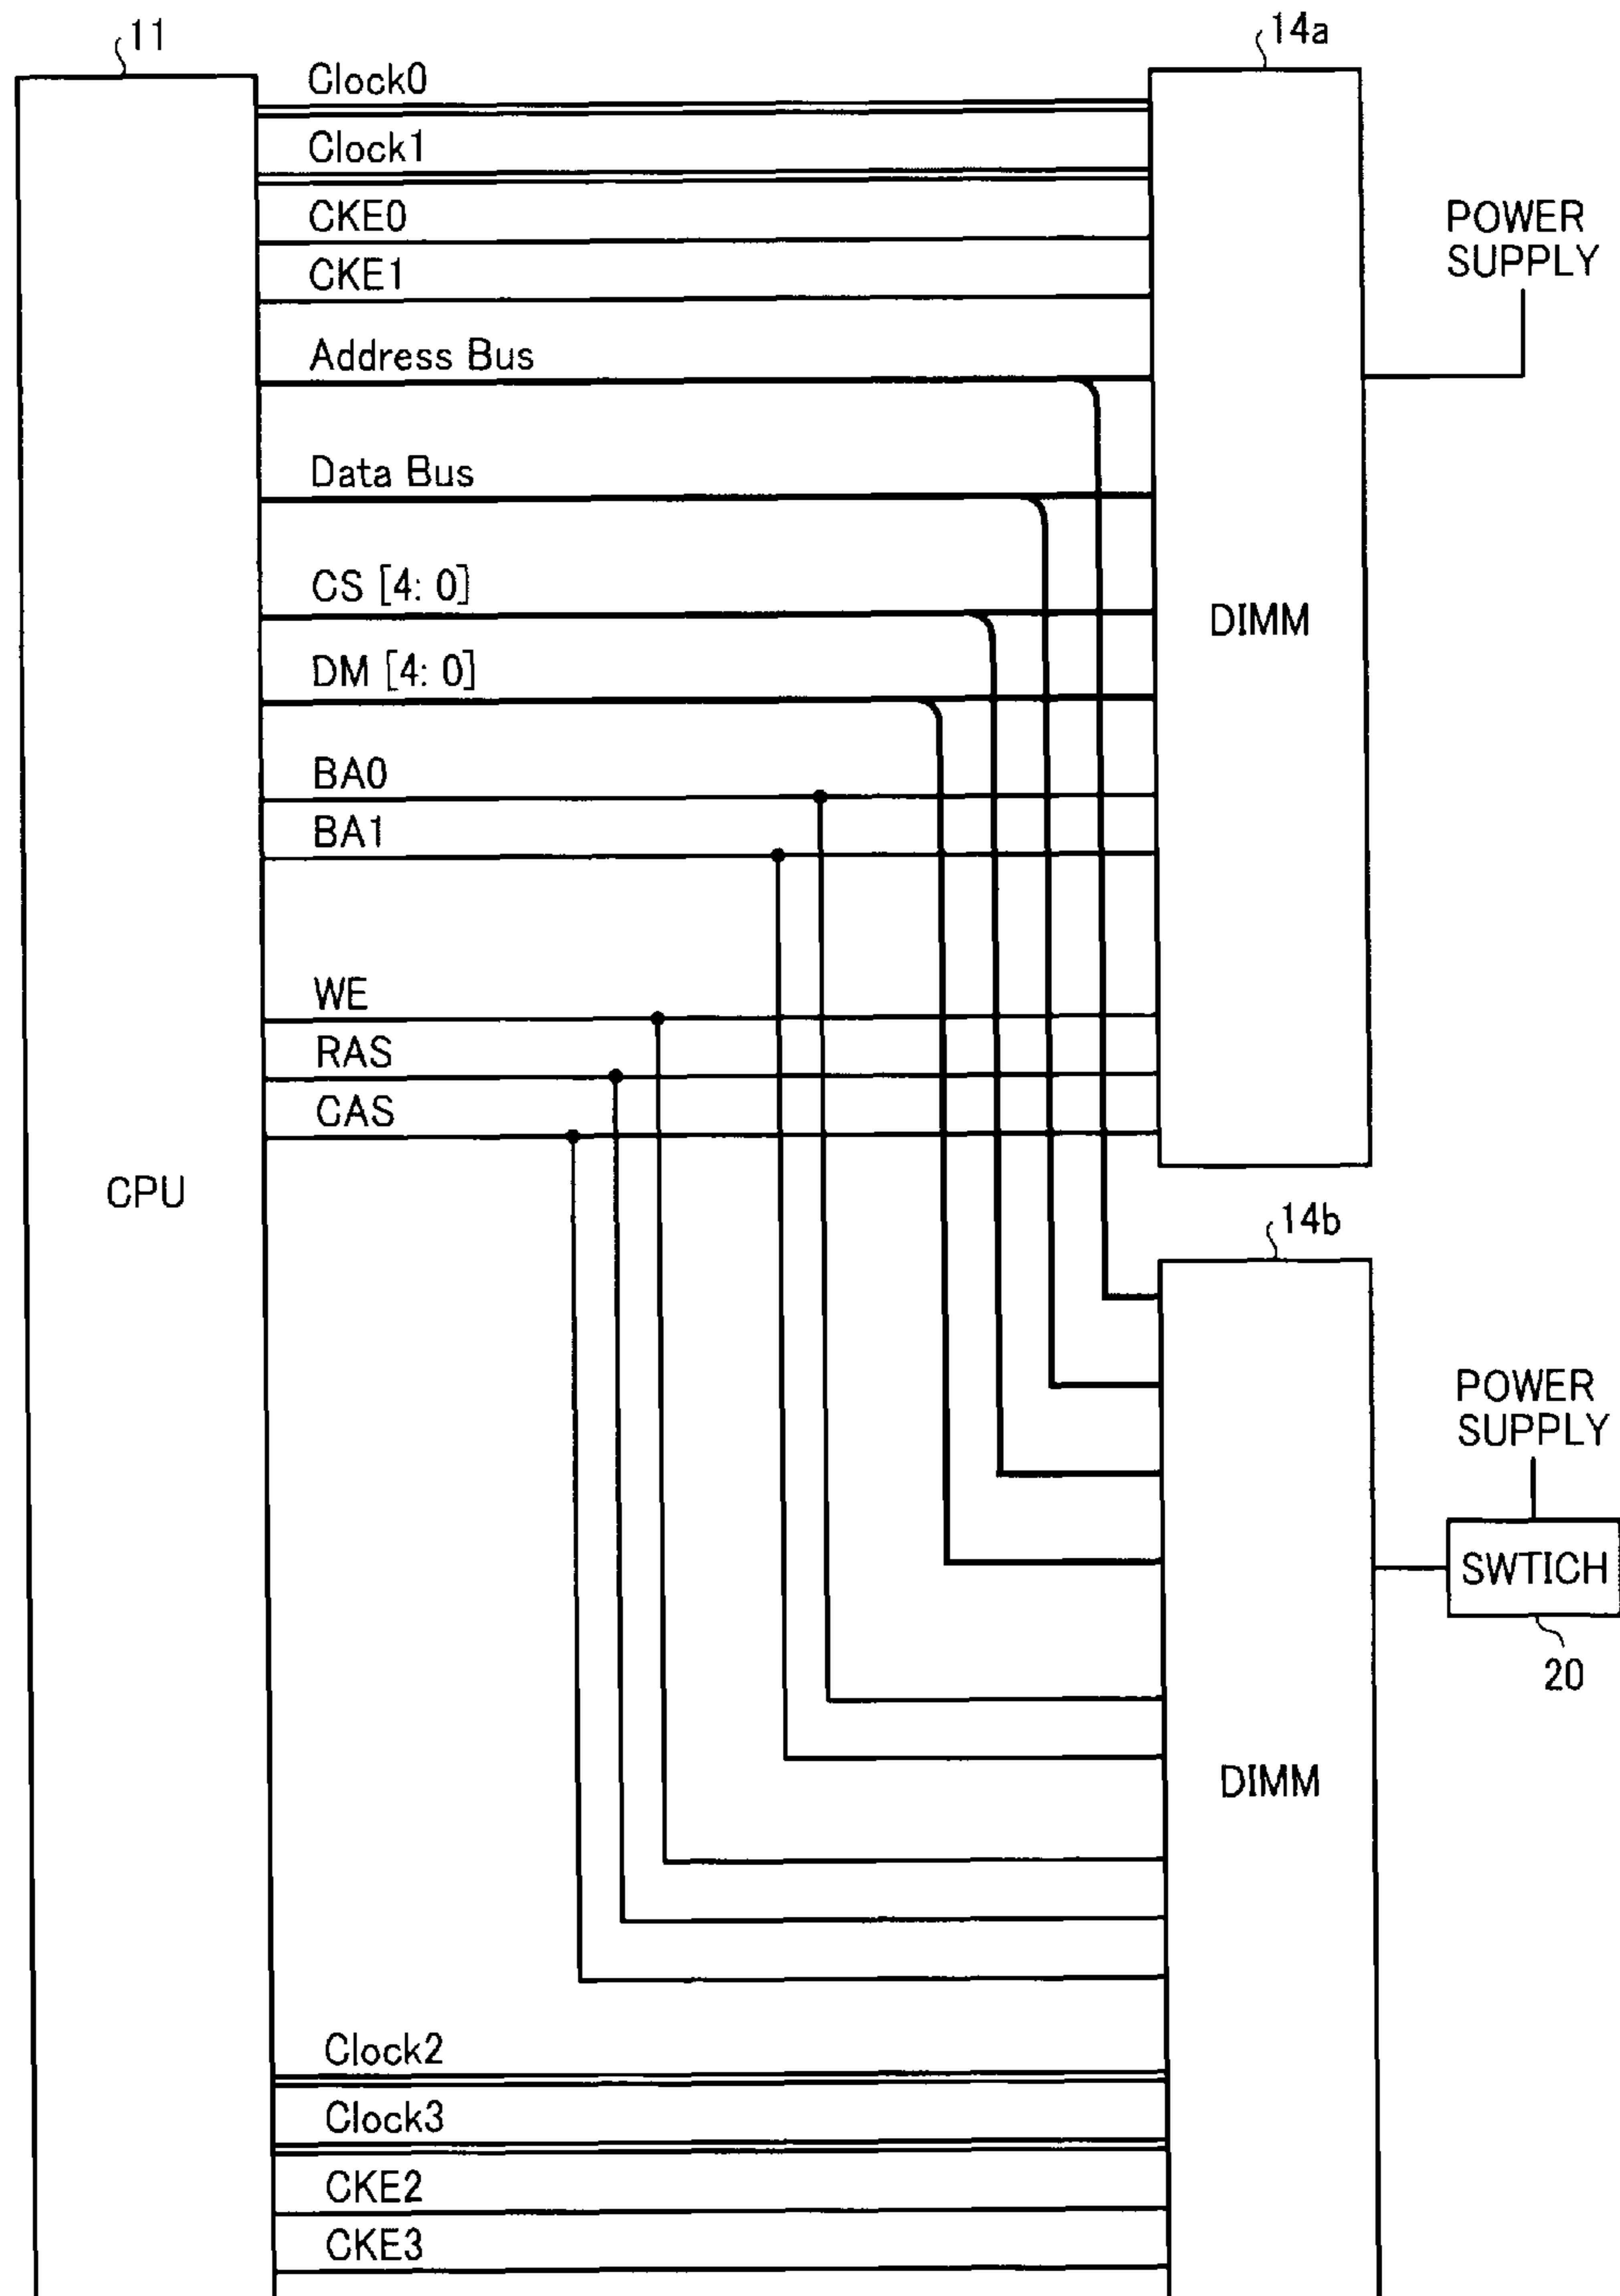 11
14a
Clock0
Clock1
CKE0
CKE1
POWER
SUPPLY
Address Bus
Data Bus
CS [4: 0]
DIMM
DM [4: 0]
BA0
BA1
WE
RAS
CAS
CPU
14b
POWER
SUPPLY
SWTICH
20
DIMM
Clock2
Clock3
CKE2
CKE3